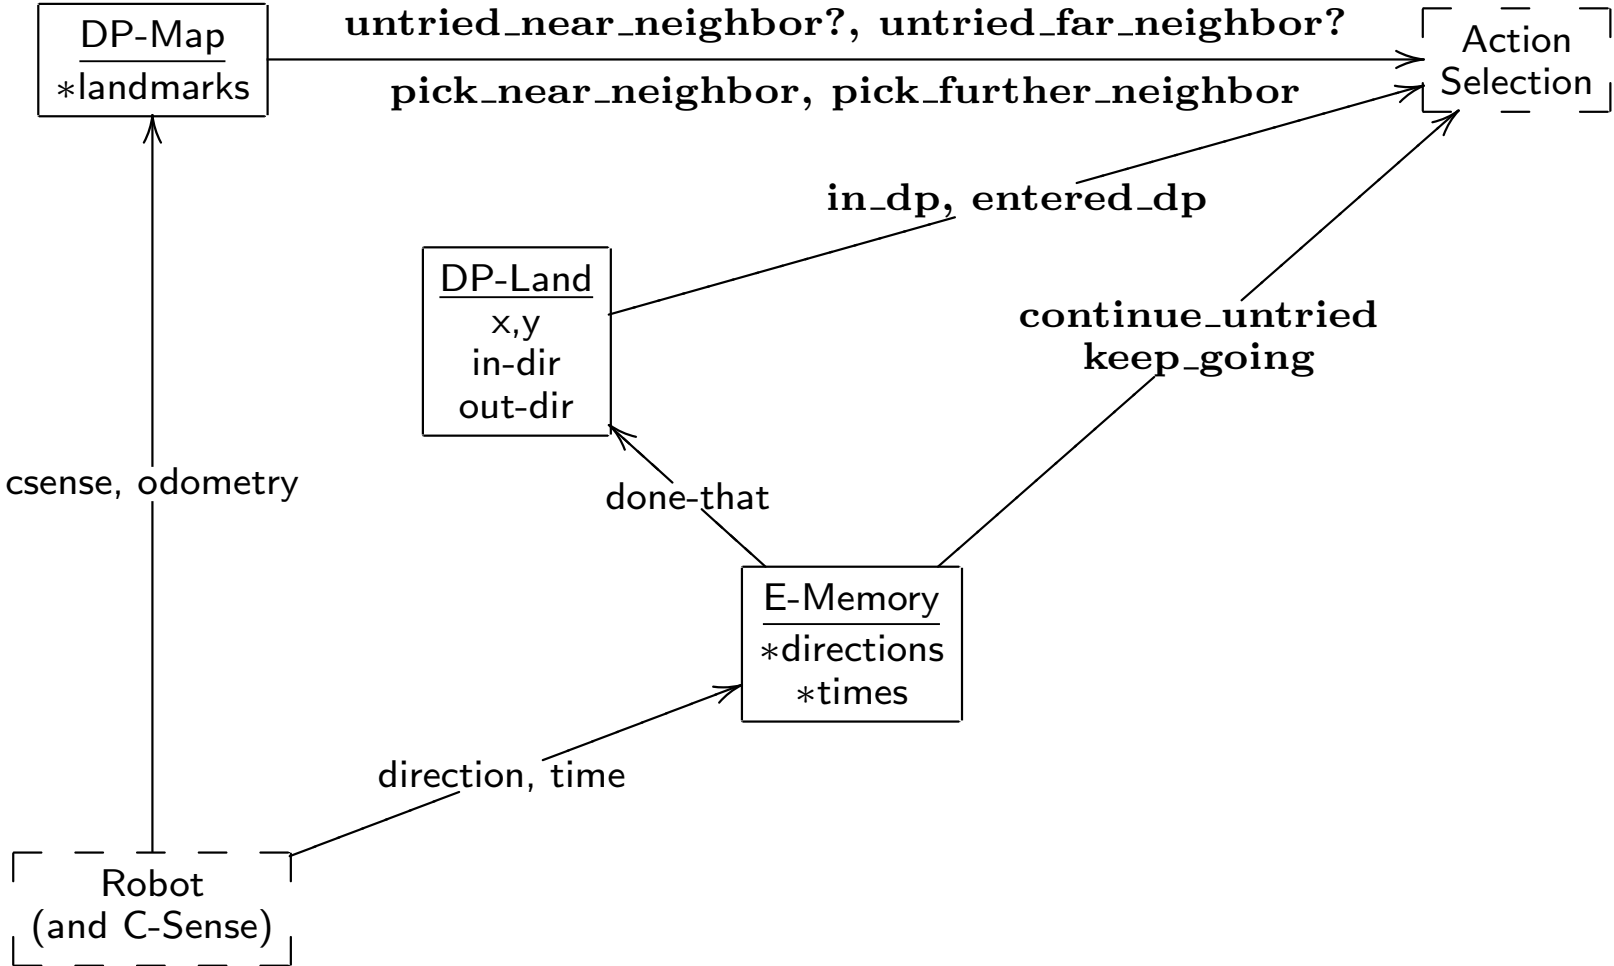 DP-Map
*landmarks
untried_near_neighbor?, untried_far_neighbor?
pick_near_neighbor, pick_further_neighbor
Action
Selection
in_dp, entered_dp
DP-Land
x,y
in-dir
out-dir
continue_untried
keep_going
csense, odometry
done-that
E-Memory
*directions
*times
direction, time
Robot
(and C-Sense)